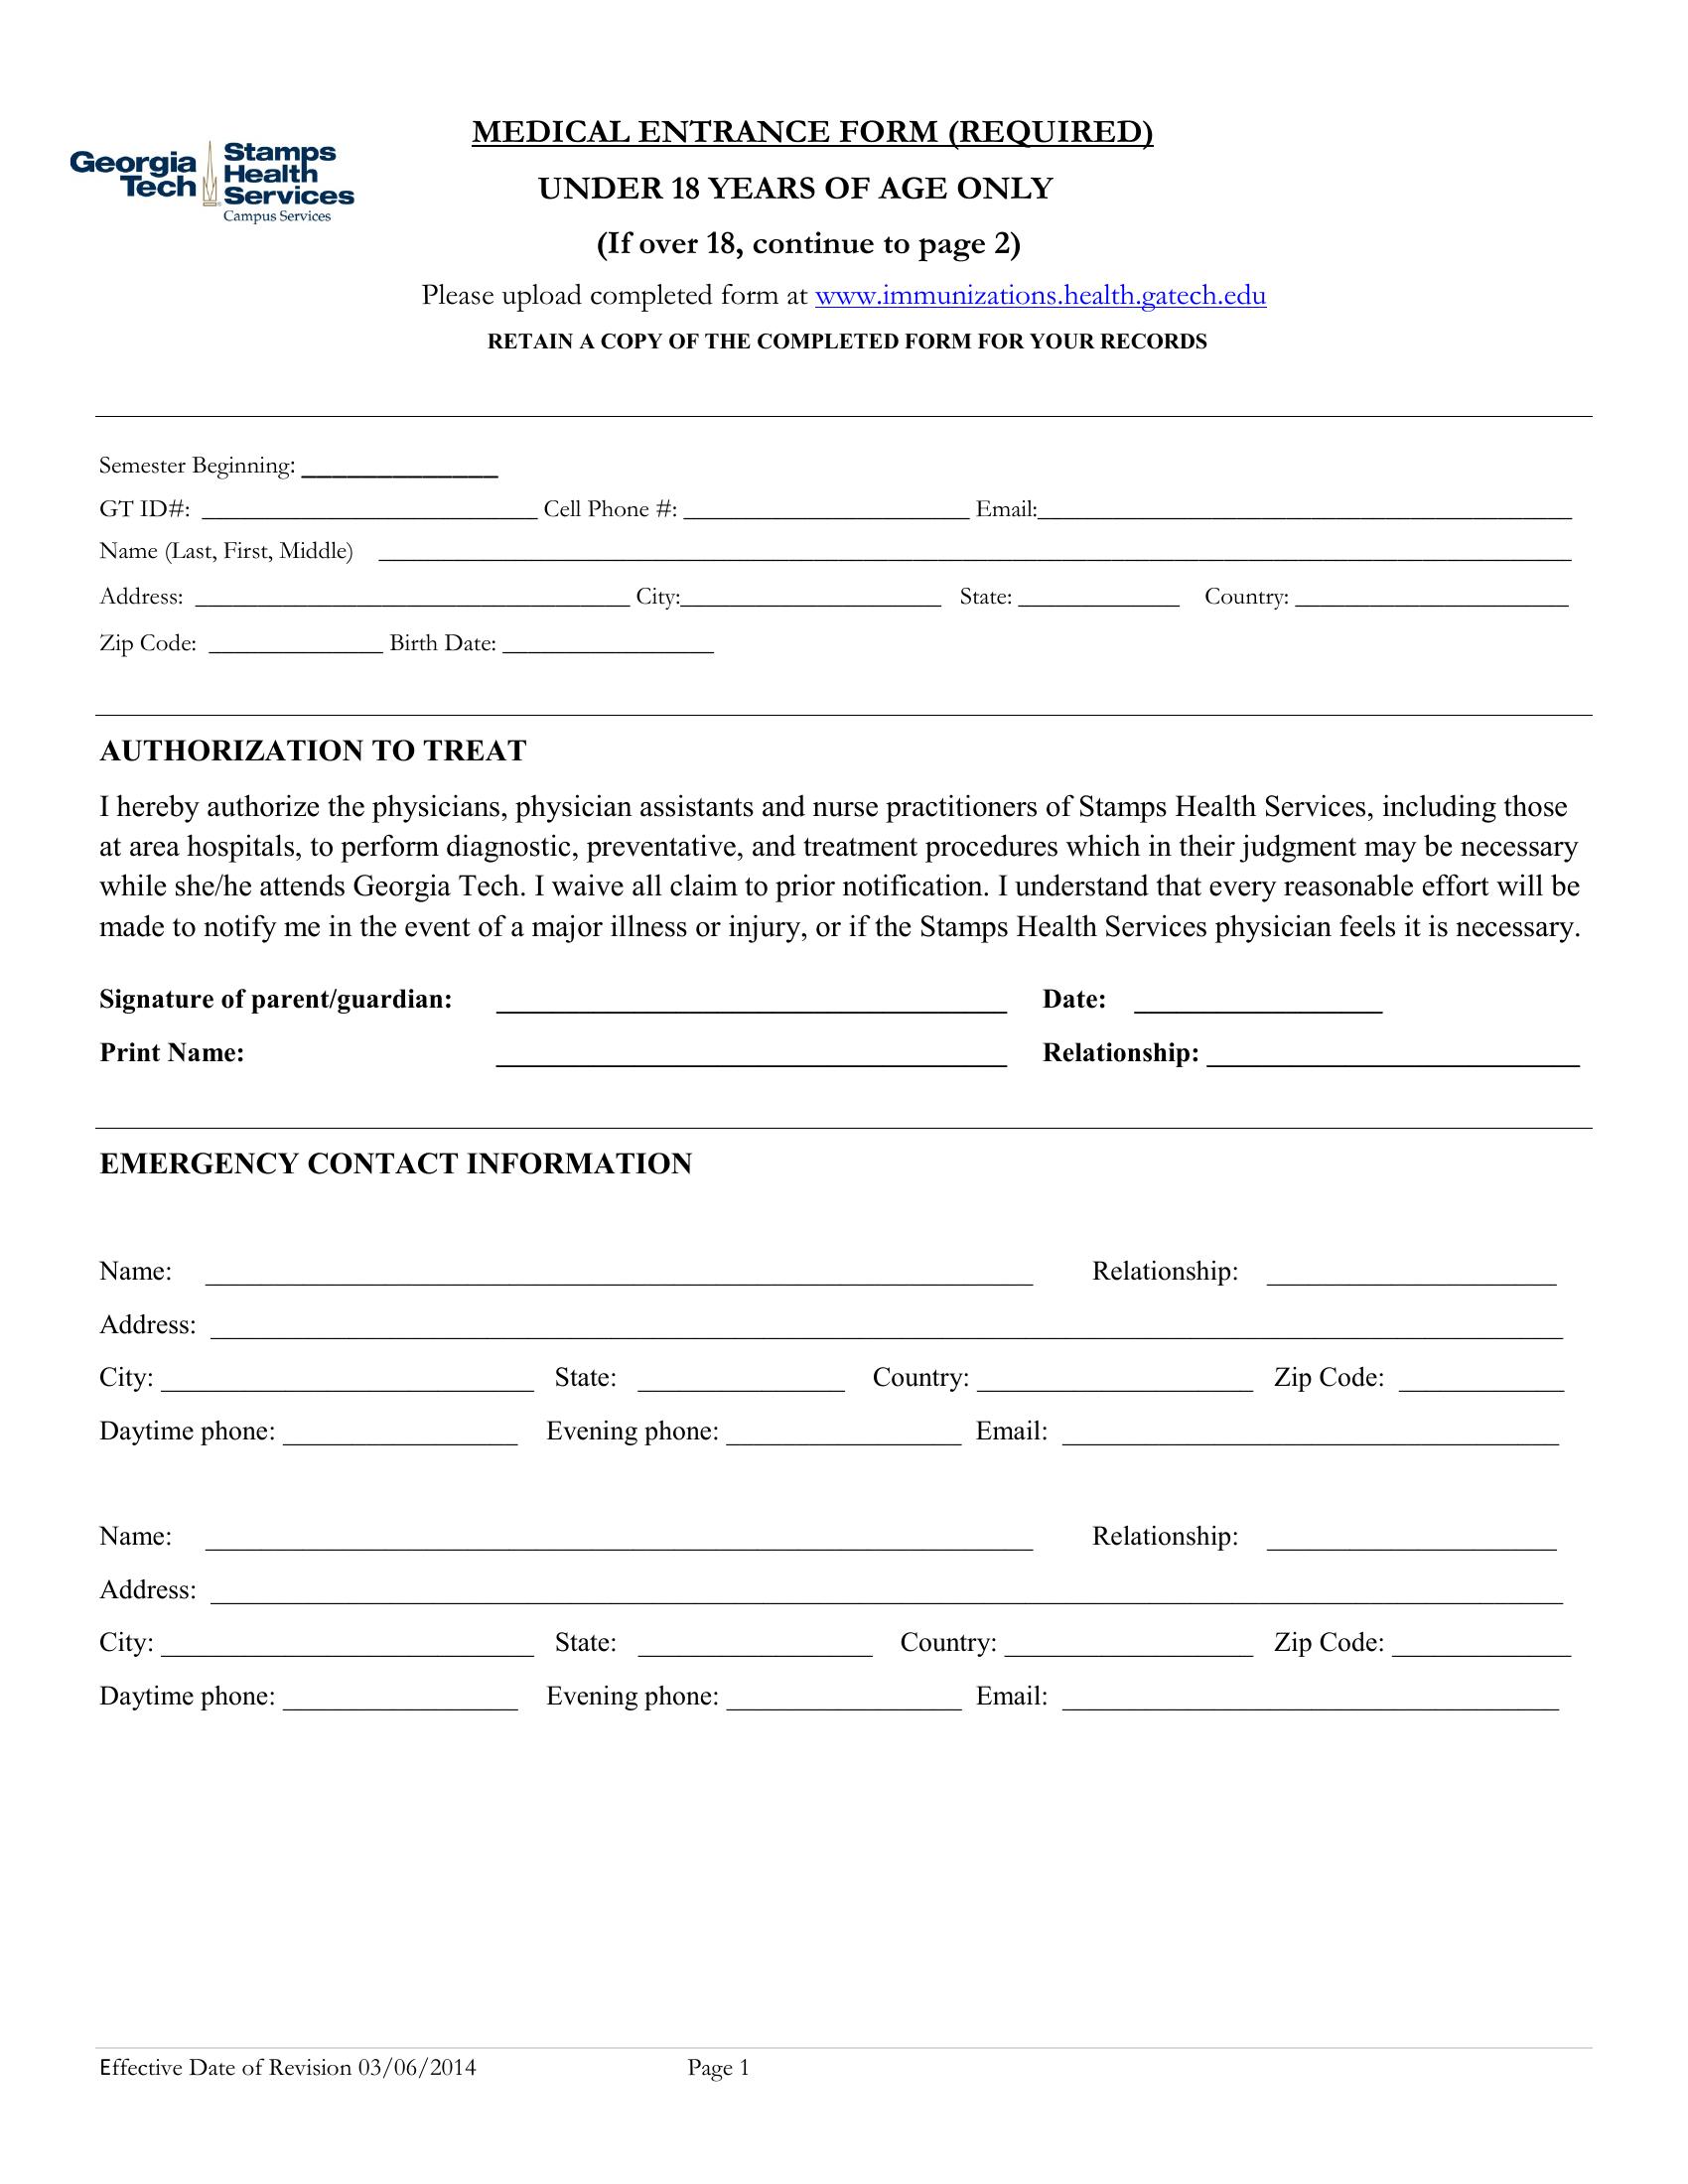 MEDICAL ENTRANCE FORM (REQUIRED)
Georgia Tech
Stamps Health Services
Campus Services
UNDER 18 YEARS OF AGE ONLY
(If over 18, continue to page 2)
Please upload completed form at www.immunizations.health.gatech.edu
RETAIN A COPY OF THE COMPLETED FORM FOR YOUR RECORDS
Semester Beginning: _____________
GT ID#: ___________________________ Cell Phone #: _______________________ Email:___________________________________________
Name (Last, First, Middle) ________________________________________________________________________________________________
Address: ___________________________________ City:_____________________ State: _____________ Country: ______________________
Zip Code: ______________ Birth Date: _________________
AUTHORIZATION TO TREAT
I hereby authorize the physicians, physician assistants and nurse practitioners of Stamps Health Services, including those
at area hospitals, to perform diagnostic, preventative, and treatment procedures which in their judgment may be necessary
while she/he attends Georgia Tech. I waive all claim to prior notification. I understand that every reasonable effort will be
made to notify me in the event of a major illness or injury, or if the Stamps Health Services physician feels it is necessary.
Signature of parent/guardian: _____________________________________ Date: __________________
Print Name: _____________________________________ Relationship: ___________________________
EMERGENCY CONTACT INFORMATION
Name: ____________________________________________________________ Relationship: _____________________
Address: __________________________________________________________________________________________________
City: ___________________________ State: _______________ Country: ____________________ Zip Code: ____________
Daytime phone: _________________ Evening phone: _________________ Email: ____________________________________
Name: ____________________________________________________________ Relationship: _____________________
Address: __________________________________________________________________________________________________
City: ___________________________ State: _________________ Country: __________________ Zip Code: _____________
Daytime phone: _________________ Evening phone: _________________ Email: ____________________________________
Effective Date of Revision 03/06/2014 Page 1